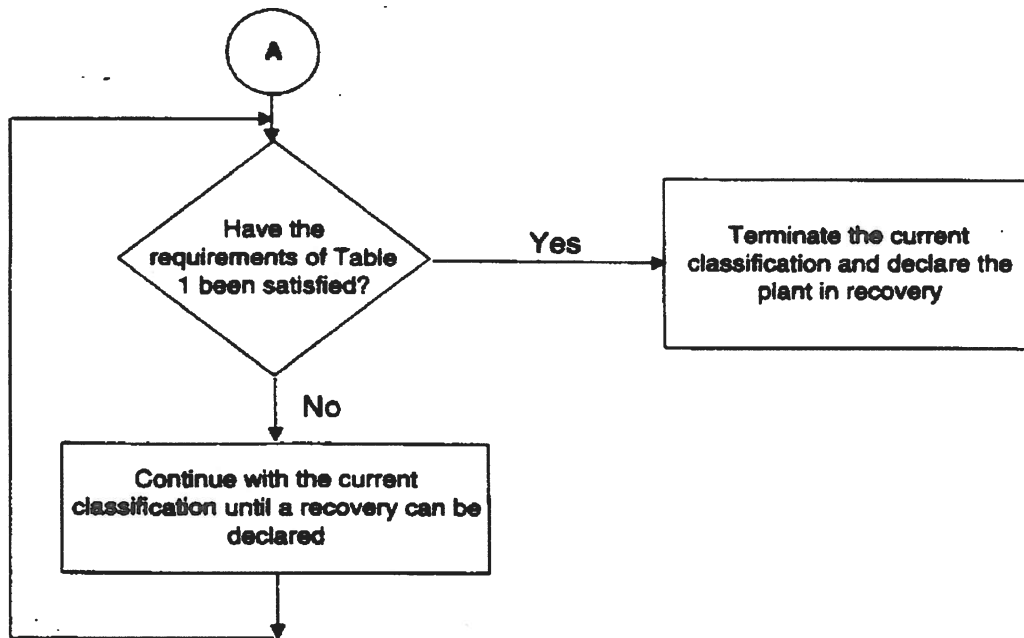 A
Have the
requirements of Table
1 been satisfied?
Yes
Terminate the current
classification and declare the
plant in recovery
No
Continue with the current
classification until a recovery can be
declared